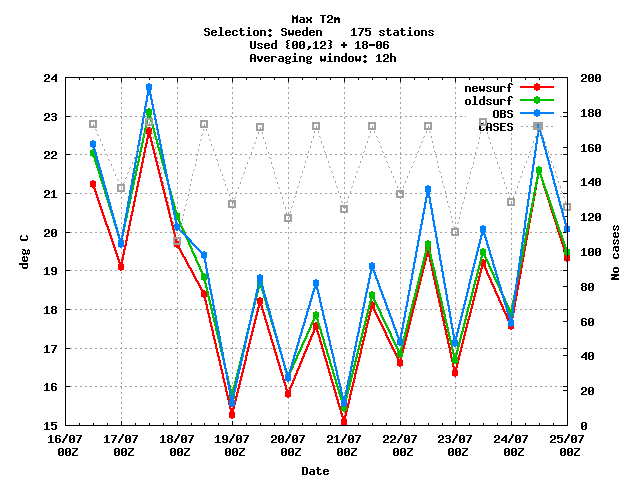 Max T2m
Selection: Sweden    175 stations
Used {00,12} + 18-06
Averaging window: 12h
24 200
newsurf
oldsurf
OBS
CASES
23 180
22 160
21 140
20 120
19 100
18 80
17 60
16 40
15 20
0
deg C
No cases
16/07 17/07 18/07 19/07 20/07 21/07 22/07 23/07 24/07 25/07
00Z 00Z 00Z 00Z 00Z 00Z 00Z 00Z 00Z 00Z
Date